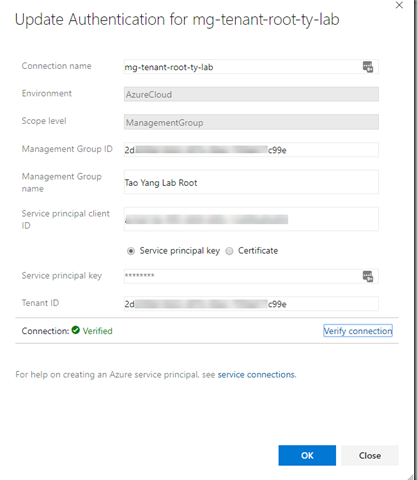 Update Authentication for mg-tenant-root-ty-lab
Connection name mg-tenant-root-ty-lab
Environment AzureCloud
Scope level ManagementGroup
Management Group ID 2d c99e
Management Group
name
Tao Yang Lab Root
Service principal client
ID
Service principal key Certificate
Service principal key ********
Tenant ID 2d c99e
Connection: Verified Verify connection
For help on creating an Azure service principal, see service connections.
OK Close